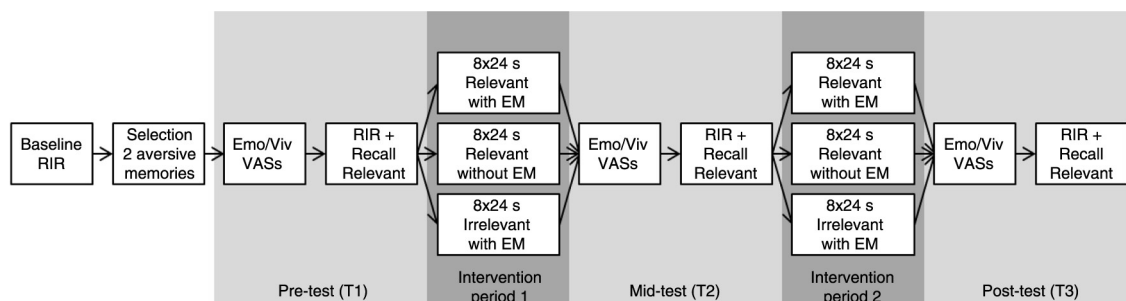 Baseline
RIR
Selection
2 aversive
memories
Emo/Viv
VASs
RIR +
Recall
Relevant
8x24 s
Relevant
with EM
8x24 s
Relevant
without EM
8x24 s
Irrelevant
with EM
Emo/Viv
VASs
RIR +
Recall
Relevant
8x24 s
Relevant
with EM
8x24 s
Relevant
without EM
8x24 s
Irrelevant
with EM
Emo/Viv
VASs
RIR +
Recall
Relevant
Pre-test (T1)
Intervention
period 1
Mid-test (T2)
Intervention
period 2
Post-test (T3)